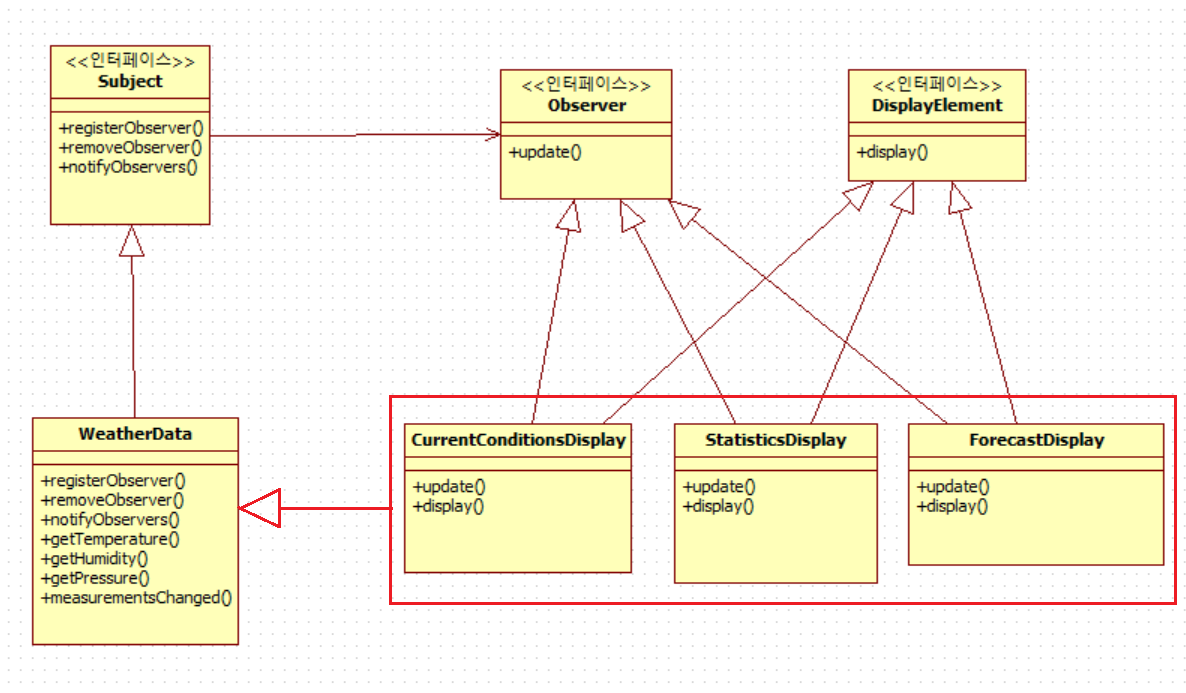 <<인터페이스>>
Subject
+registerObserver()
+removeObserver()
+notifyObservers()
<<인터페이스>>
Observer
+update()
<<인터페이스>>
DisplayElement
+display()
WeatherData
+registerObserver()
+removeObserver()
+notifyObservers()
+getTemperature()
+getHumidity()
+getPressure()
+measurementsChanged()
CurrentConditionsDisplay
+update()
+display()
StatisticsDisplay
+update()
+display()
ForecastDisplay
+update()
+display()